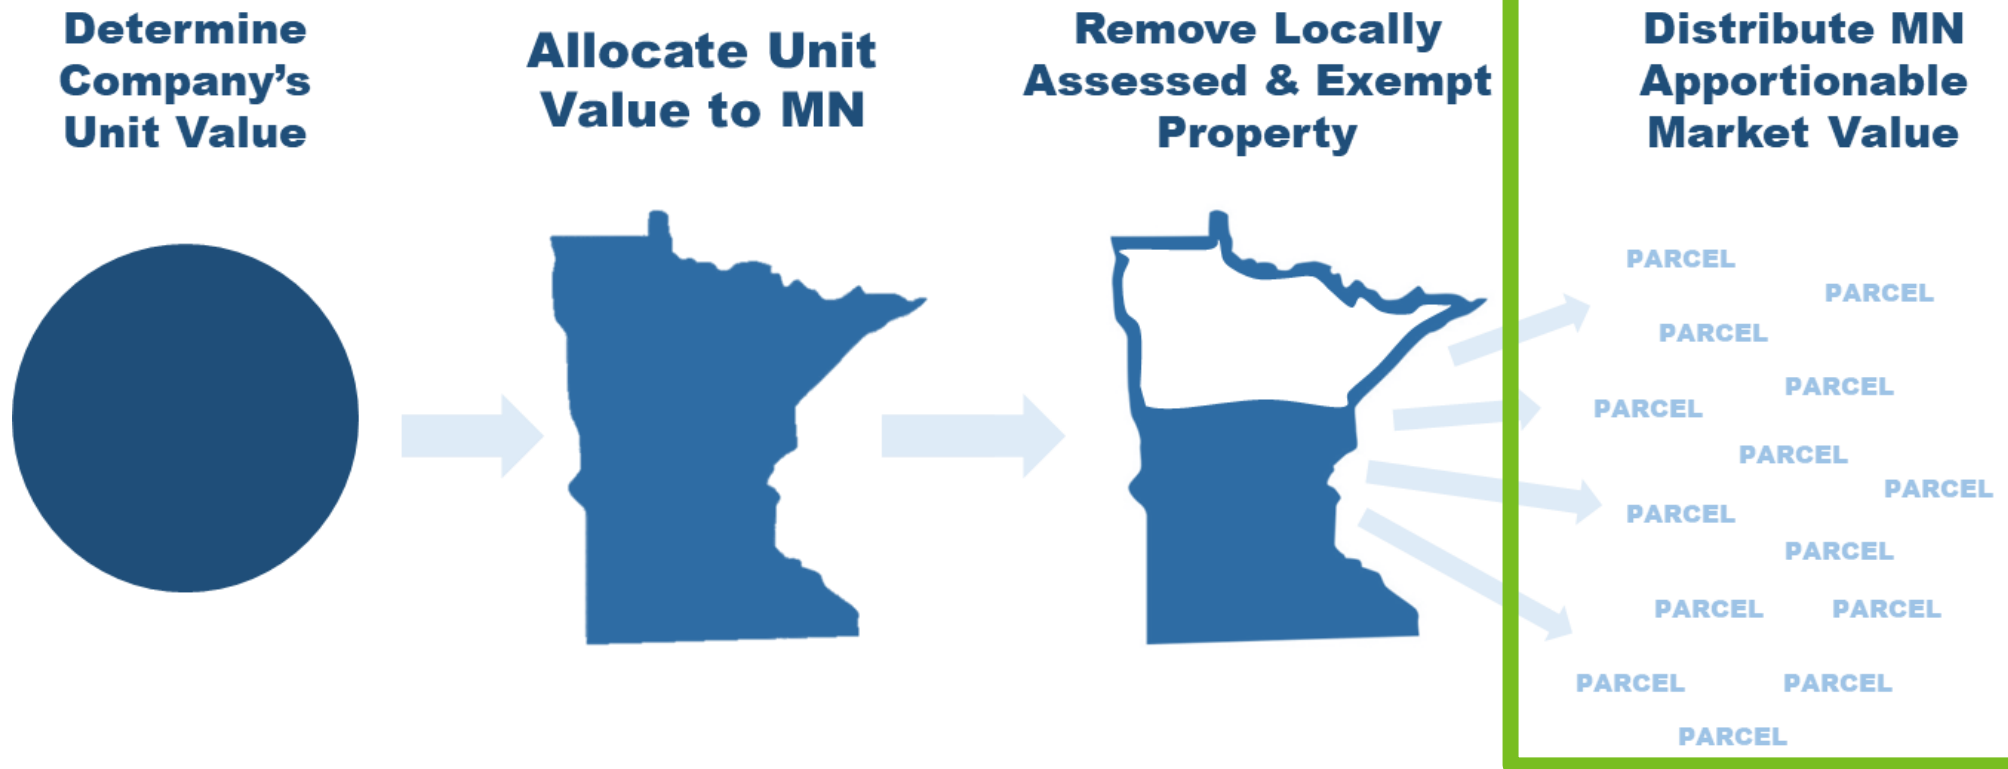 Determine
Company’s
Unit Value
Allocate Unit
Value to MN
Remove Locally
Assessed & Exempt
Property
Distribute MN
Apportionable
Market Value
PARCEL
PARCEL
PARCEL
PARCEL
PARCEL
PARCEL
PARCEL
PARCEL
PARCEL
PARCEL
PARCEL
PARCEL
PARCEL
PARCEL